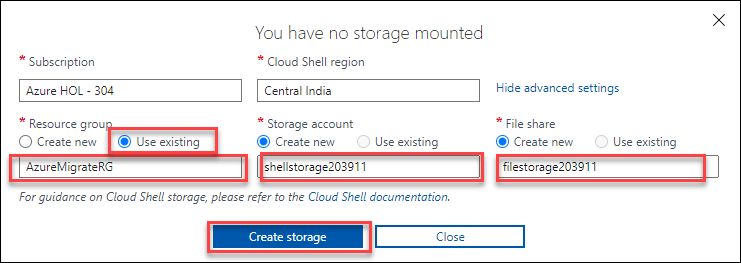 You have no storage mounted
* Subscription
* Cloud Shell region
Azure HOL - 304
Central India
Hide advanced settings
* Resource group
* Storage account
* File share
Create new
Use existing
Create new
Use existing
Create new
Use existing
AzureMigrateRG
shellstorage203911
filestorage203911
For guidance on Cloud Shell storage, please refer to the Cloud Shell documentation.
Create storage
Close